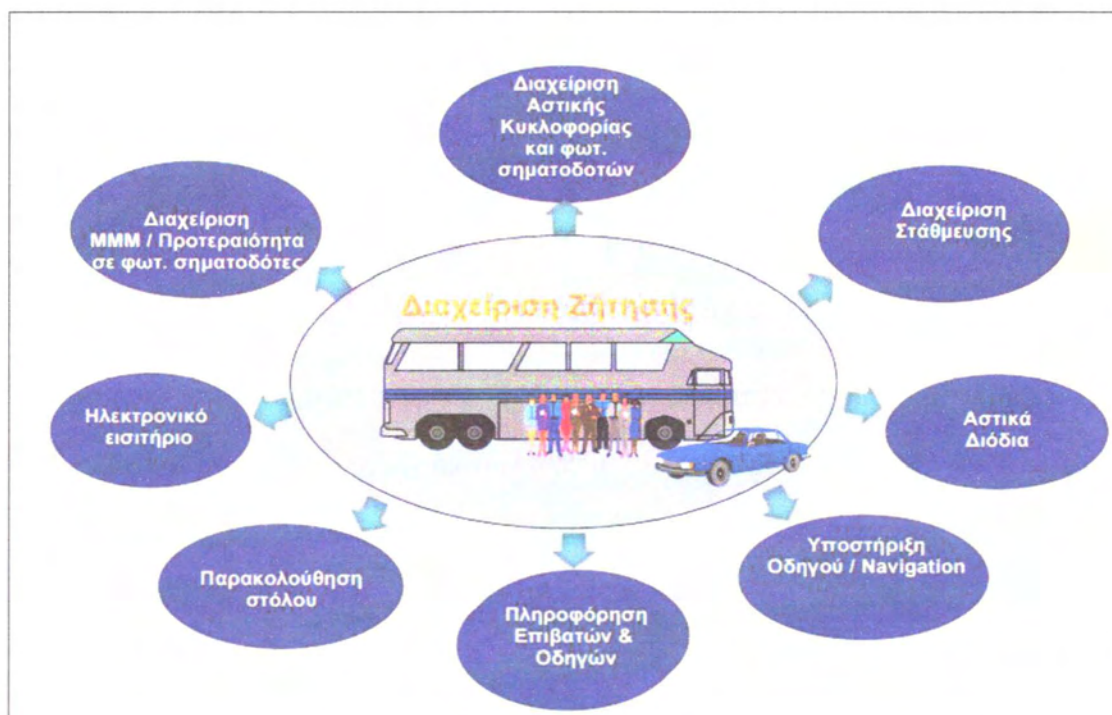 Διαχείριση
Αστικής
Κυκλοφορίας
και φωτ.
σηματοδοτών
Διαχείριση
ΜΜΜ / Προτεραιότητα
σε φωτ. σηματοδότες
Διαχείριση
Στάθμευσης
Διαχείριση Ζήτησης
Ηλεκτρονικό
εισιτήριο
Αστικά
Διόδια
Παρακολούθηση
στόλου
Υποστήριξη
Οδηγού / Navigation
Πληροφόρηση
Επιβατών &
Οδηγών